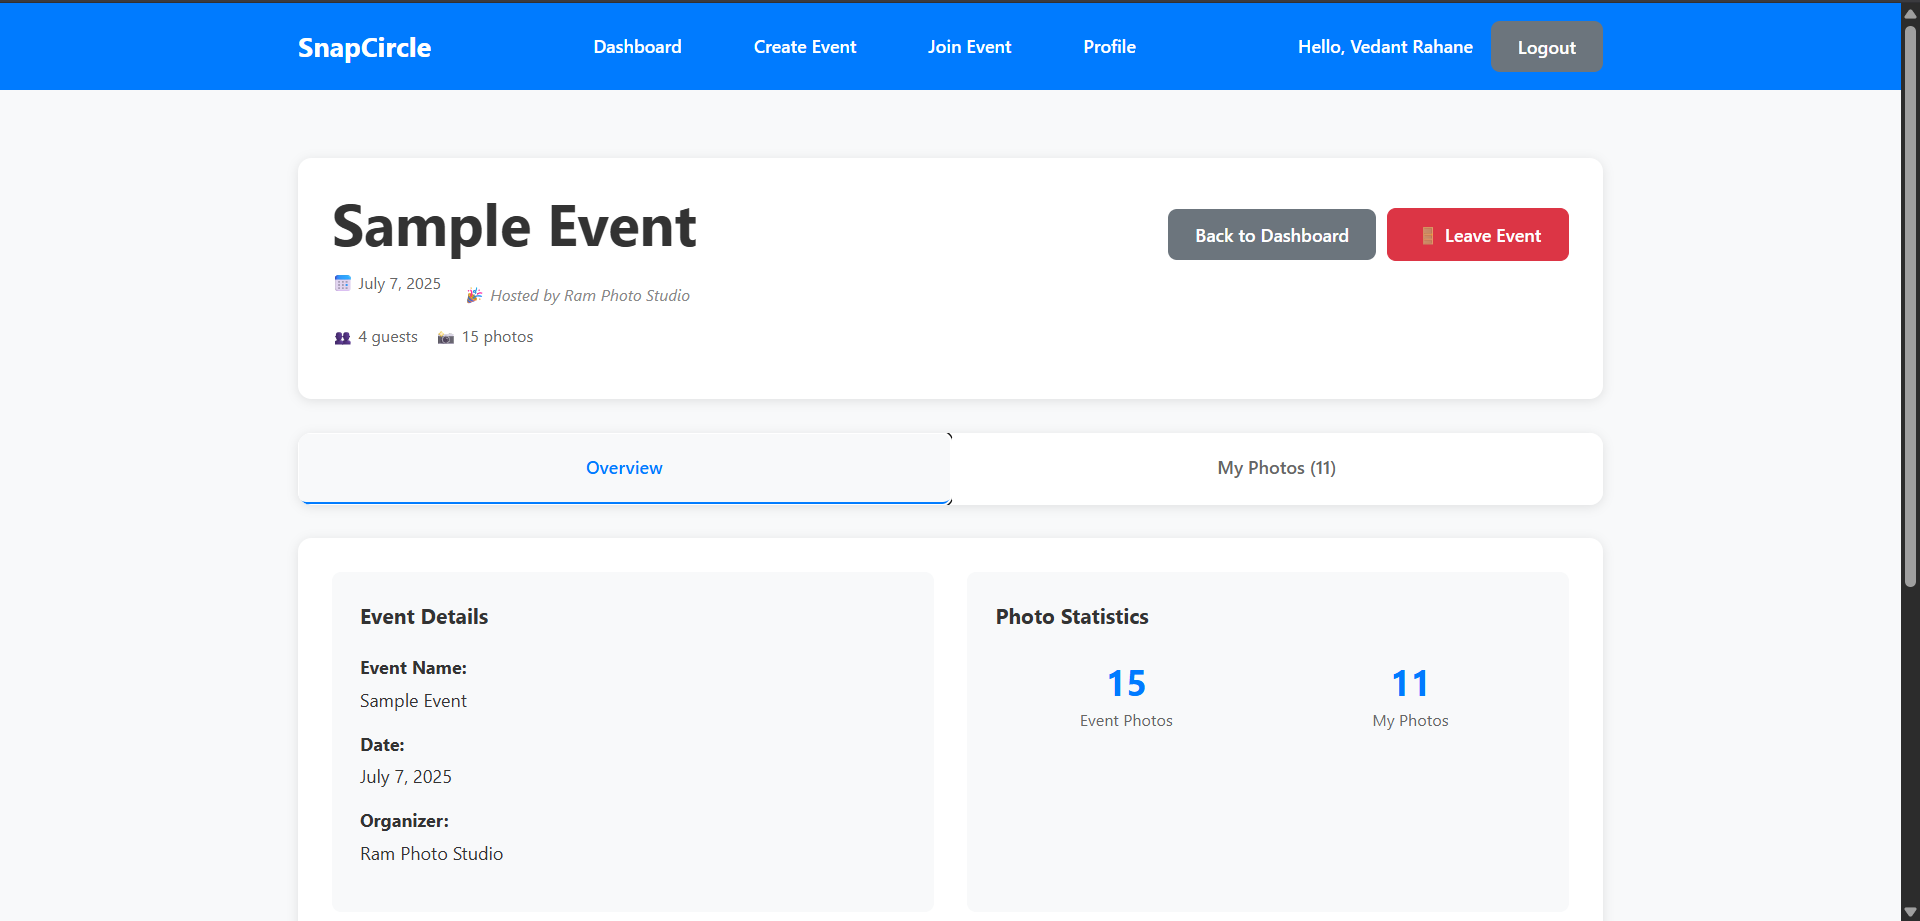 SnapCircle Dashboard Create Event Join Event Profile Hello, Vedant Rahane Logout
Sample Event
Back to Dashboard Leave Event
July 7, 2025 Hosted by Ram Photo Studio
4 guests 15 photos
Overview My Photos (11)
Event Details
Event Name:
Sample Event
Date:
July 7, 2025
Organizer:
Ram Photo Studio
Photo Statistics
15 11
Event Photos My Photos